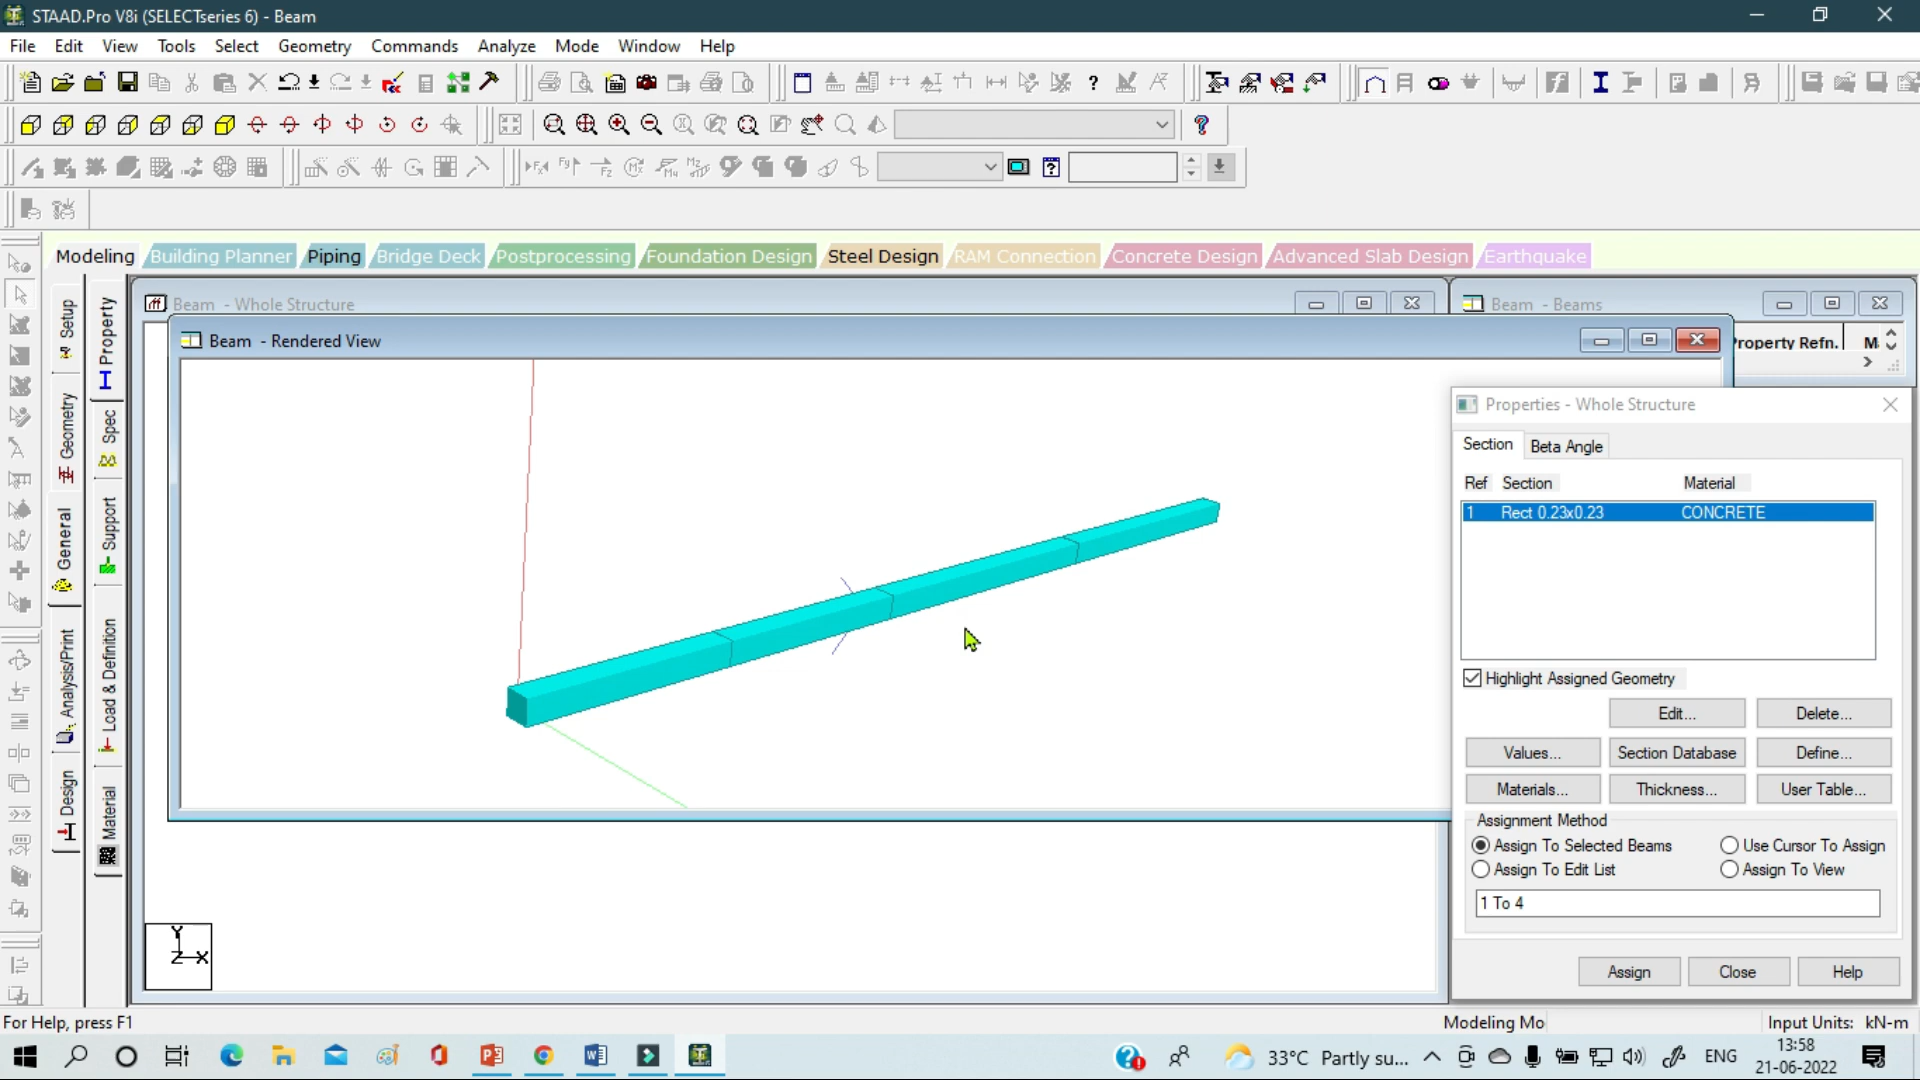 STAAD.Pro V8i (SELECTseries 6) - Beam
File Edit View Tools Select Geometry Commands Analyze Mode Window Help
Modeling Building Planner Piping Bridge Deck Postprocessing Foundation Design Steel Design RAM Connection Concrete Design Advanced Slab Design Earthquake
Setup
Geometry
General
Analysis/Print
Design
Property
Spec
Support
Load & Definition
Material
Beam - Whole Structure
Beam - Beams
Beam - Rendered View
Property Refn.
Properties - Whole Structure
Section Beta Angle
Ref Section Material
1 Rect 0.23x0.23 CONCRETE
Highlight Assigned Geometry
Edit... Delete...
Values... Section Database Define...
Materials... Thickness... User Table...
Assignment Method
Assign To Selected Beams Use Cursor To Assign
Assign To Edit List Assign To View
1 To 4
Assign Close Help
Y
Z X
For Help, press F1
Modeling Mo
Input Units: kN-m
33°C Partly su...
ENG
13:58
21-06-2022